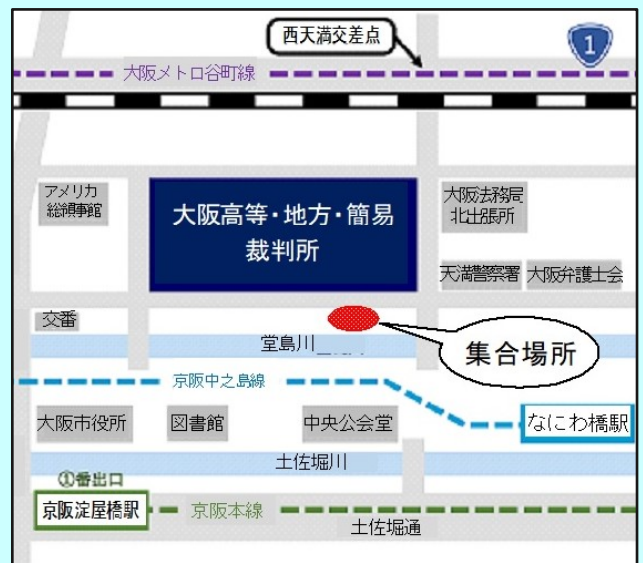 西天満交差点
1
大阪メトロ谷町線
アメリカ
総領事館
大阪高等・地方・簡易
裁判所
大阪法務局
北出張所
天満警察署
大阪弁護士会
交番
堂島川
集合場所
京阪中之島線
大阪市役所
図書館
中央公会堂
なにわ橋駅
土佐堀川
①番出口
京阪淀屋橋駅
京阪本線
土佐堀通